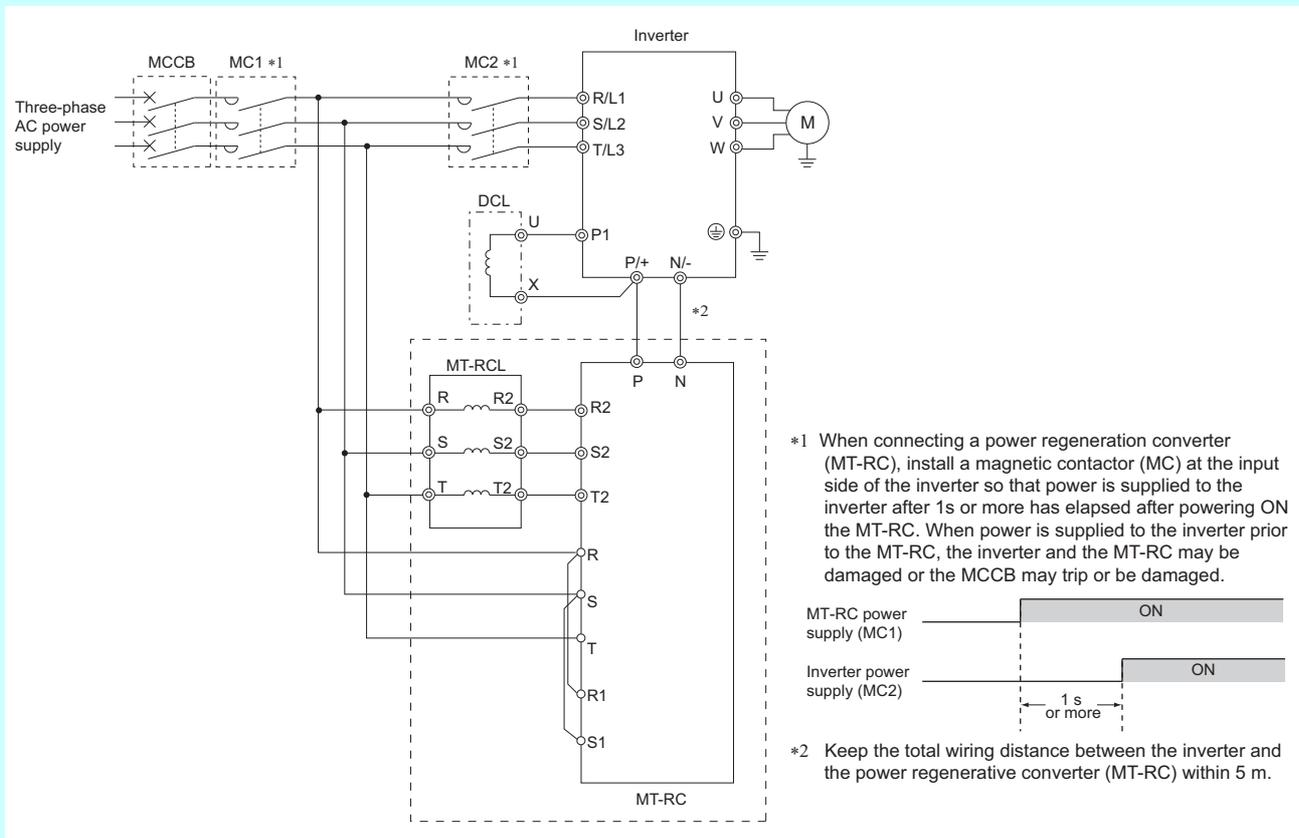 Inverter
MCCB
MC1 *1
MC2 *1
Three-phase
AC power
supply
R/L1
S/L2
T/L3
U
V
W
M
DCL
U
X
P1
P/+
N/-
*2
MT-RCL
R
R2
S
S2
T
T2
P
N
R2
S2
T2
R
S
T
R1
S1
MT-RC
*1 When connecting a power regeneration converter
(MT-RC), install a magnetic contactor (MC) at the input
side of the inverter so that power is supplied to the
inverter after 1s or more has elapsed after powering ON
the MT-RC. When power is supplied to the inverter prior
to the MT-RC, the inverter and the MT-RC may be
damaged or the MCCB may trip or be damaged.
MT-RC power
supply (MC1)
ON
Inverter power
supply (MC2)
ON
1 s
or more
*2 Keep the total wiring distance between the inverter and
the power regenerative converter (MT-RC) within 5 m.